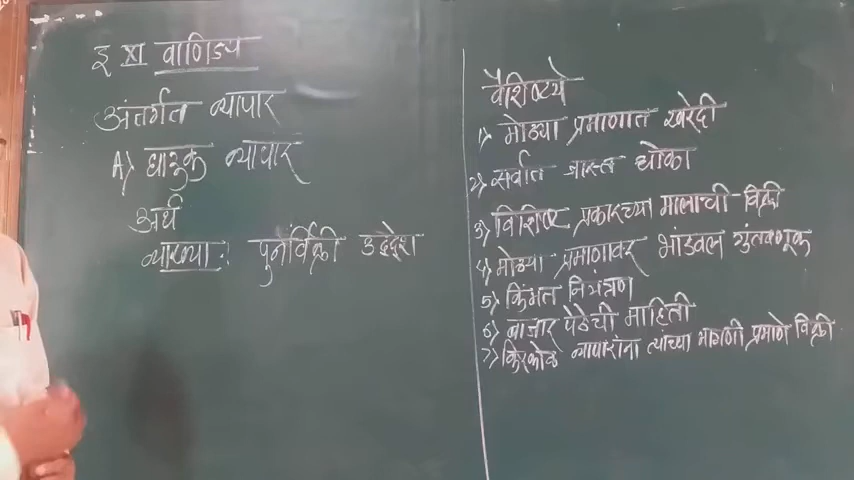 इ XI वाणिज्य
अंतर्गत व्यापार
A) घाऊक व्यापार
अर्थ
व्याख्या : पुनर्विक्री उद्देश
वैशिष्ट्ये
1) मोठ्या प्रमाणात खरेदी
2) सर्वात जास्त धोका
3) विशिष्ट प्रकारच्या मालाची विक्री
4) मोठ्या प्रमाणावर भांडवल गुंतवणूक
5) किंमत नियंत्रण
6) बाजार पेठेची माहिती
7) किरकोळ व्यापारांना त्यांच्या मागणी प्रमाणे विक्री